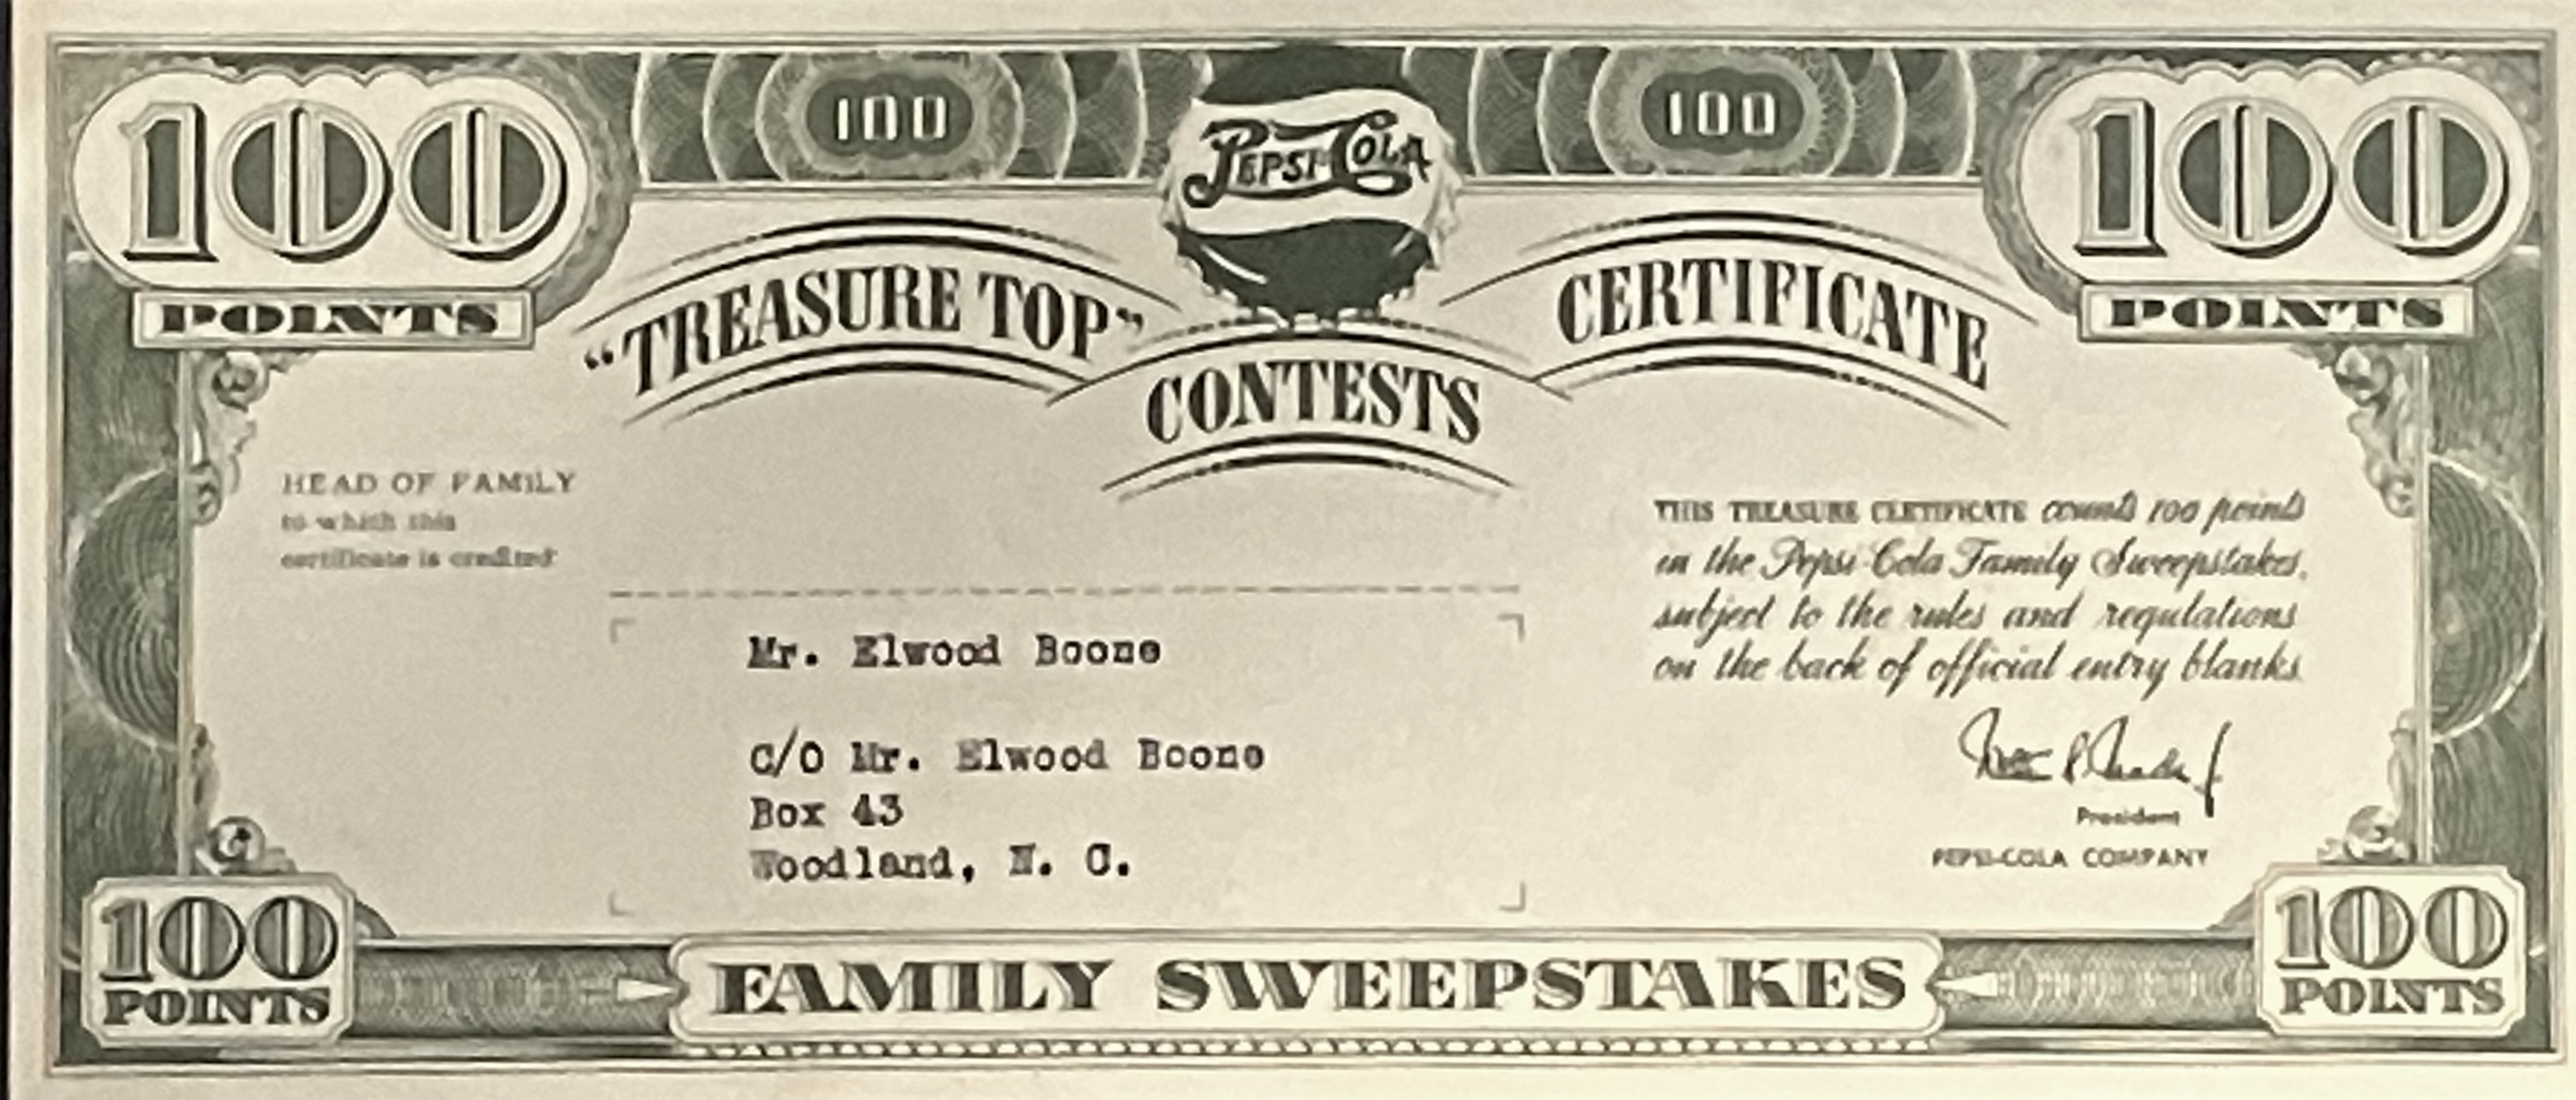 100 100 100 100
PEPSI-COLA
POINTS POINTS
"TREASURE TOP" CERTIFICATE
CONTESTS
HEAD OF FAMILY
to which this
certificate is credited
THIS TREASURE CERTIFICATE counts 100 points
in the Pepsi-Cola Family Sweepstakes,
subject to the rules and regulations
on the back of official entry blanks.
Mr. Elwood Boone
C/O Mr. Elwood Boone
Box 43
Woodland, N. C.
President
PEPSI-COLA COMPANY
100 100
POINTS FAMILY SWEEPSTAKES POINTS